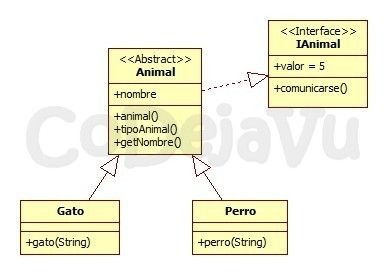 <<Interface>>
IAnimal
+valor = 5
+comunicarse()
<<Abstract>>
Animal
+nombre
+animal()
+tipoAnimal()
+getNombre()
CoDejaVu
Gato
+gato(String)
Perro
+perro(String)